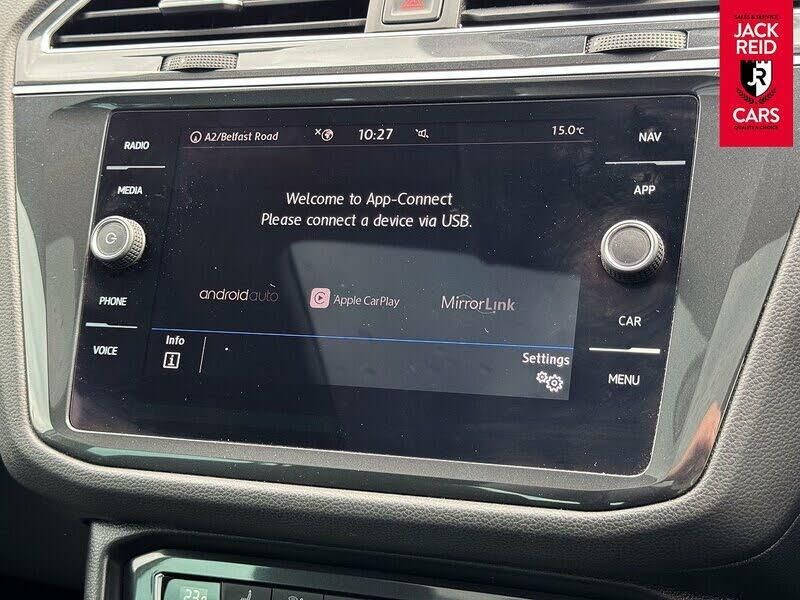 SALES & SERVICE
JACK
REID
JR
CARS
QUALITY & CHOICE
RADIO
MEDIA
PHONE
VOICE
A2/Belfast Road
10:27
15.0°C
Welcome to App-Connect
Please connect a device via USB.
androidauto
Apple CarPlay
MirrorLink
Info
Settings
NAV
APP
CAR
MENU